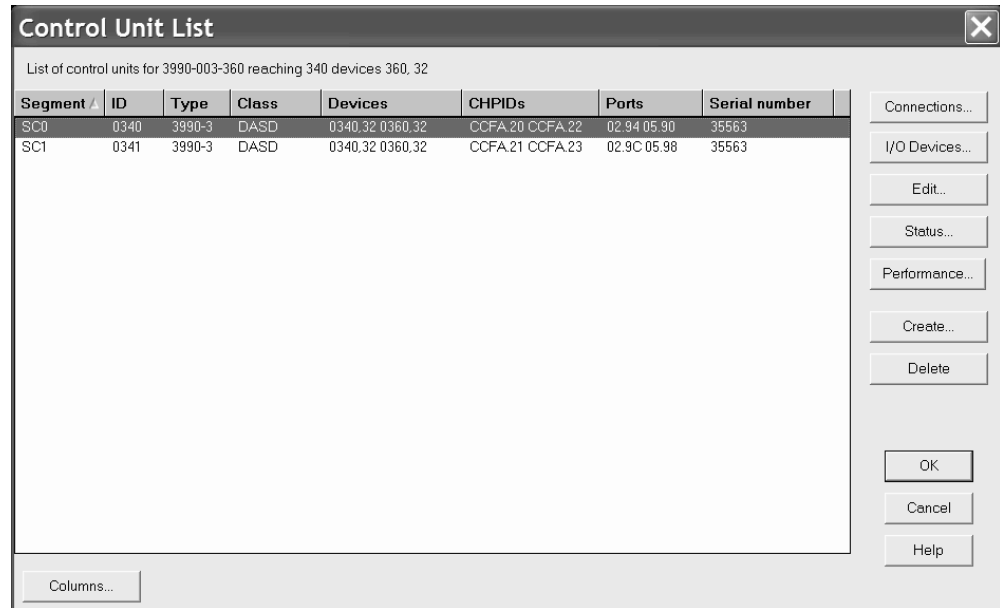 Control Unit List
List of control units for 3990-003-360 reaching 340 devices 360, 32
Segment ID Type Class Devices CHPIDs Ports Serial number
SC0 0340 3990-3 DASD 0340,32 0360,32 CCFA.20 CCFA.22 02.94 05.90 35563
SC1 0341 3990-3 DASD 0340,32 0360,32 CCFA.21 CCFA.23 02.9C 05.98 35563
Connections...
I/O Devices...
Edit...
Status...
Performance...
Create...
Delete
OK
Cancel
Help
Columns...